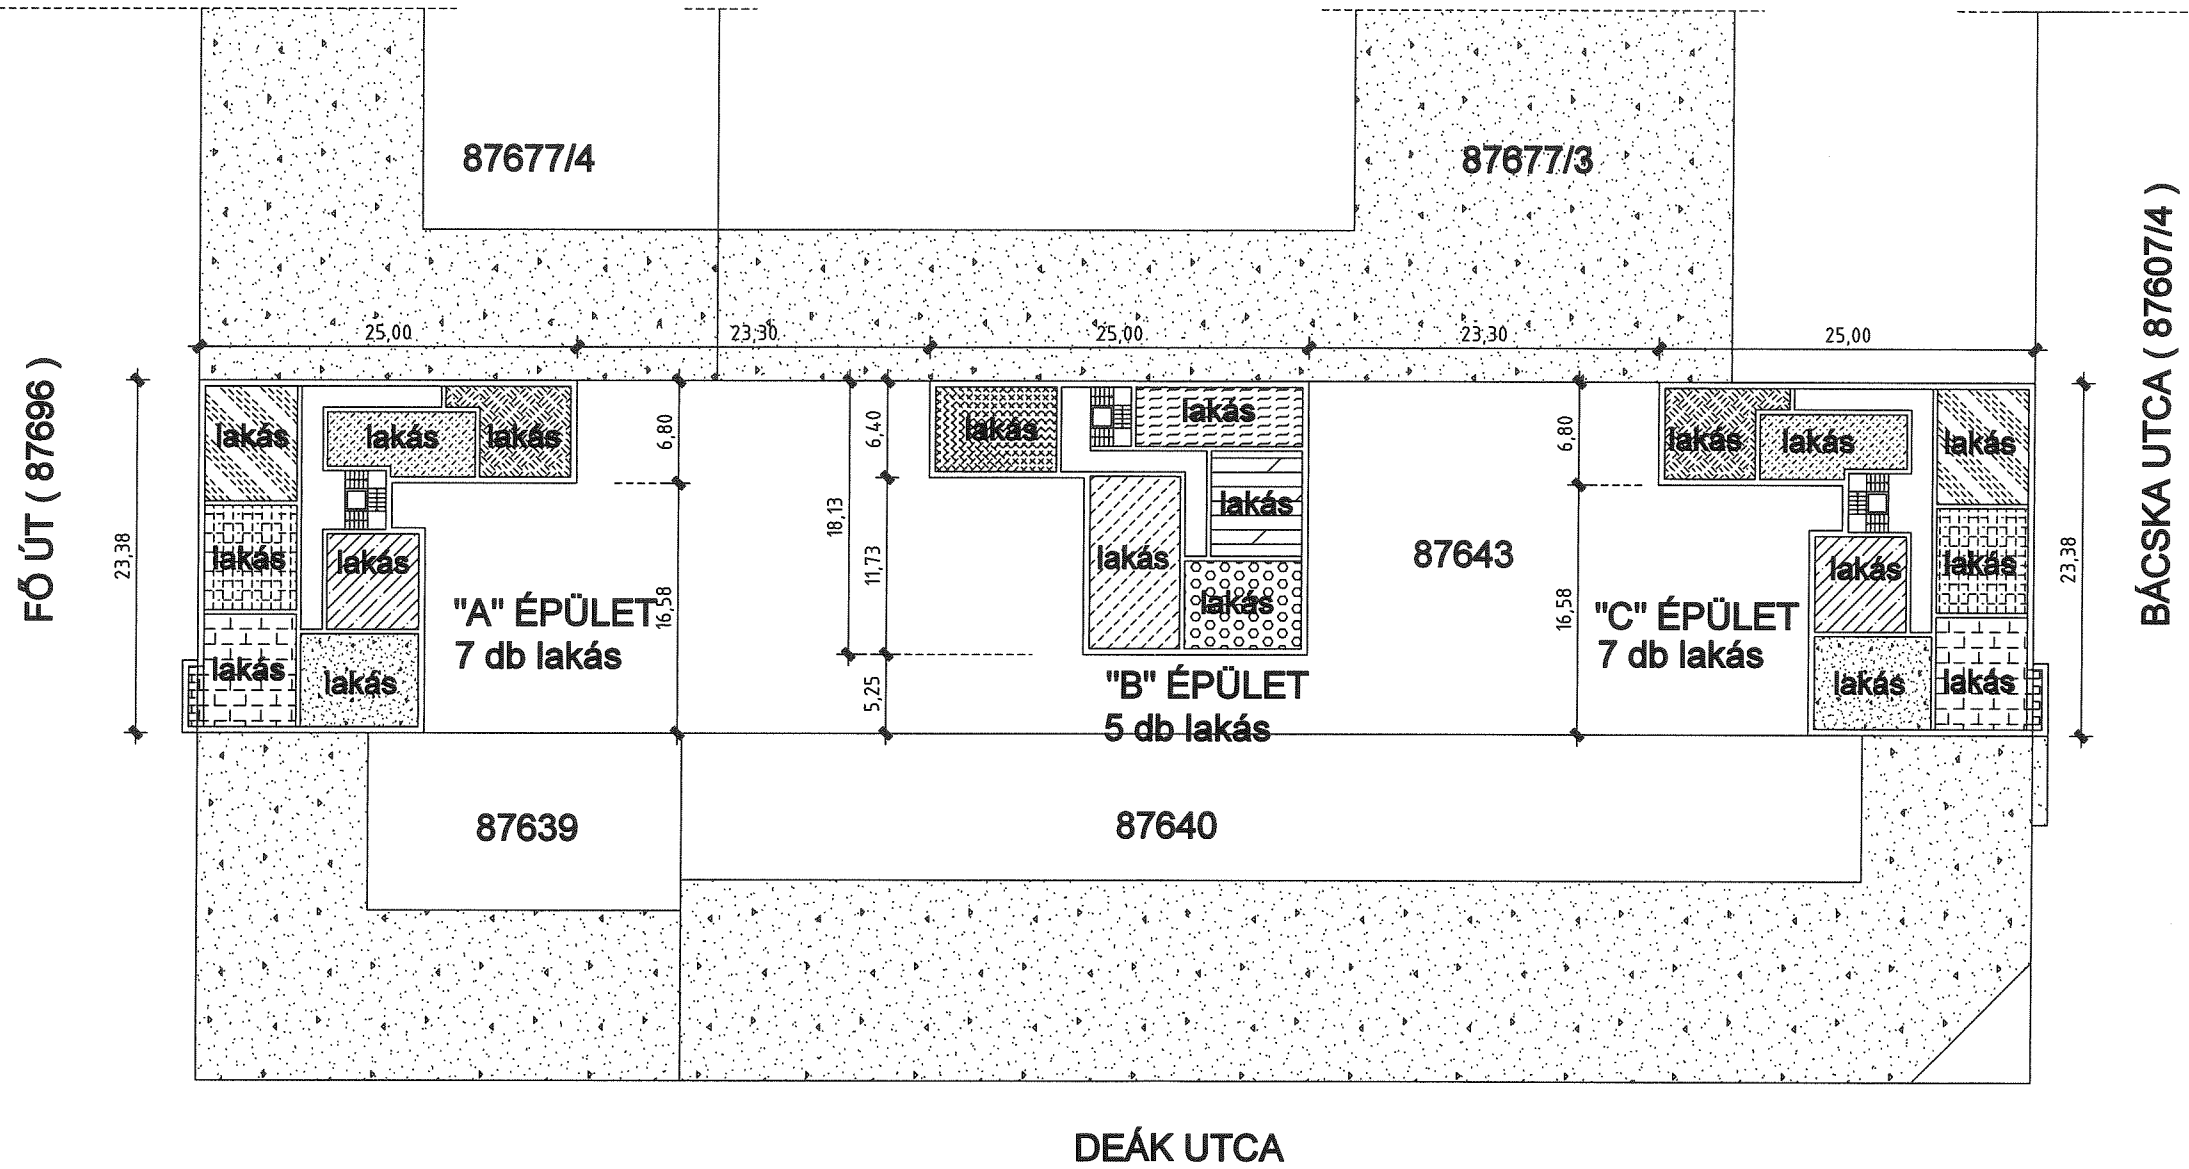 87677/4
87677/3
FŐ ÚT ( 87696 )
BÁCSKA UTCA ( 87607/4 )
25,00
23,30
25,00
23,30
25,00
23,38
lakás
lakás
lakás
lakás
lakás
lakás
lakás
"A" ÉPÜLET
7 db lakás
6,80
16,58
18,13
6,40
11,73
5,25
lakás
lakás
lakás
lakás
lakás
"B" ÉPÜLET
5 db lakás
87643
6,80
16,58
lakás
lakás
lakás
lakás
lakás
lakás
lakás
"C" ÉPÜLET
7 db lakás
23,38
87639
87640
DEÁK UTCA